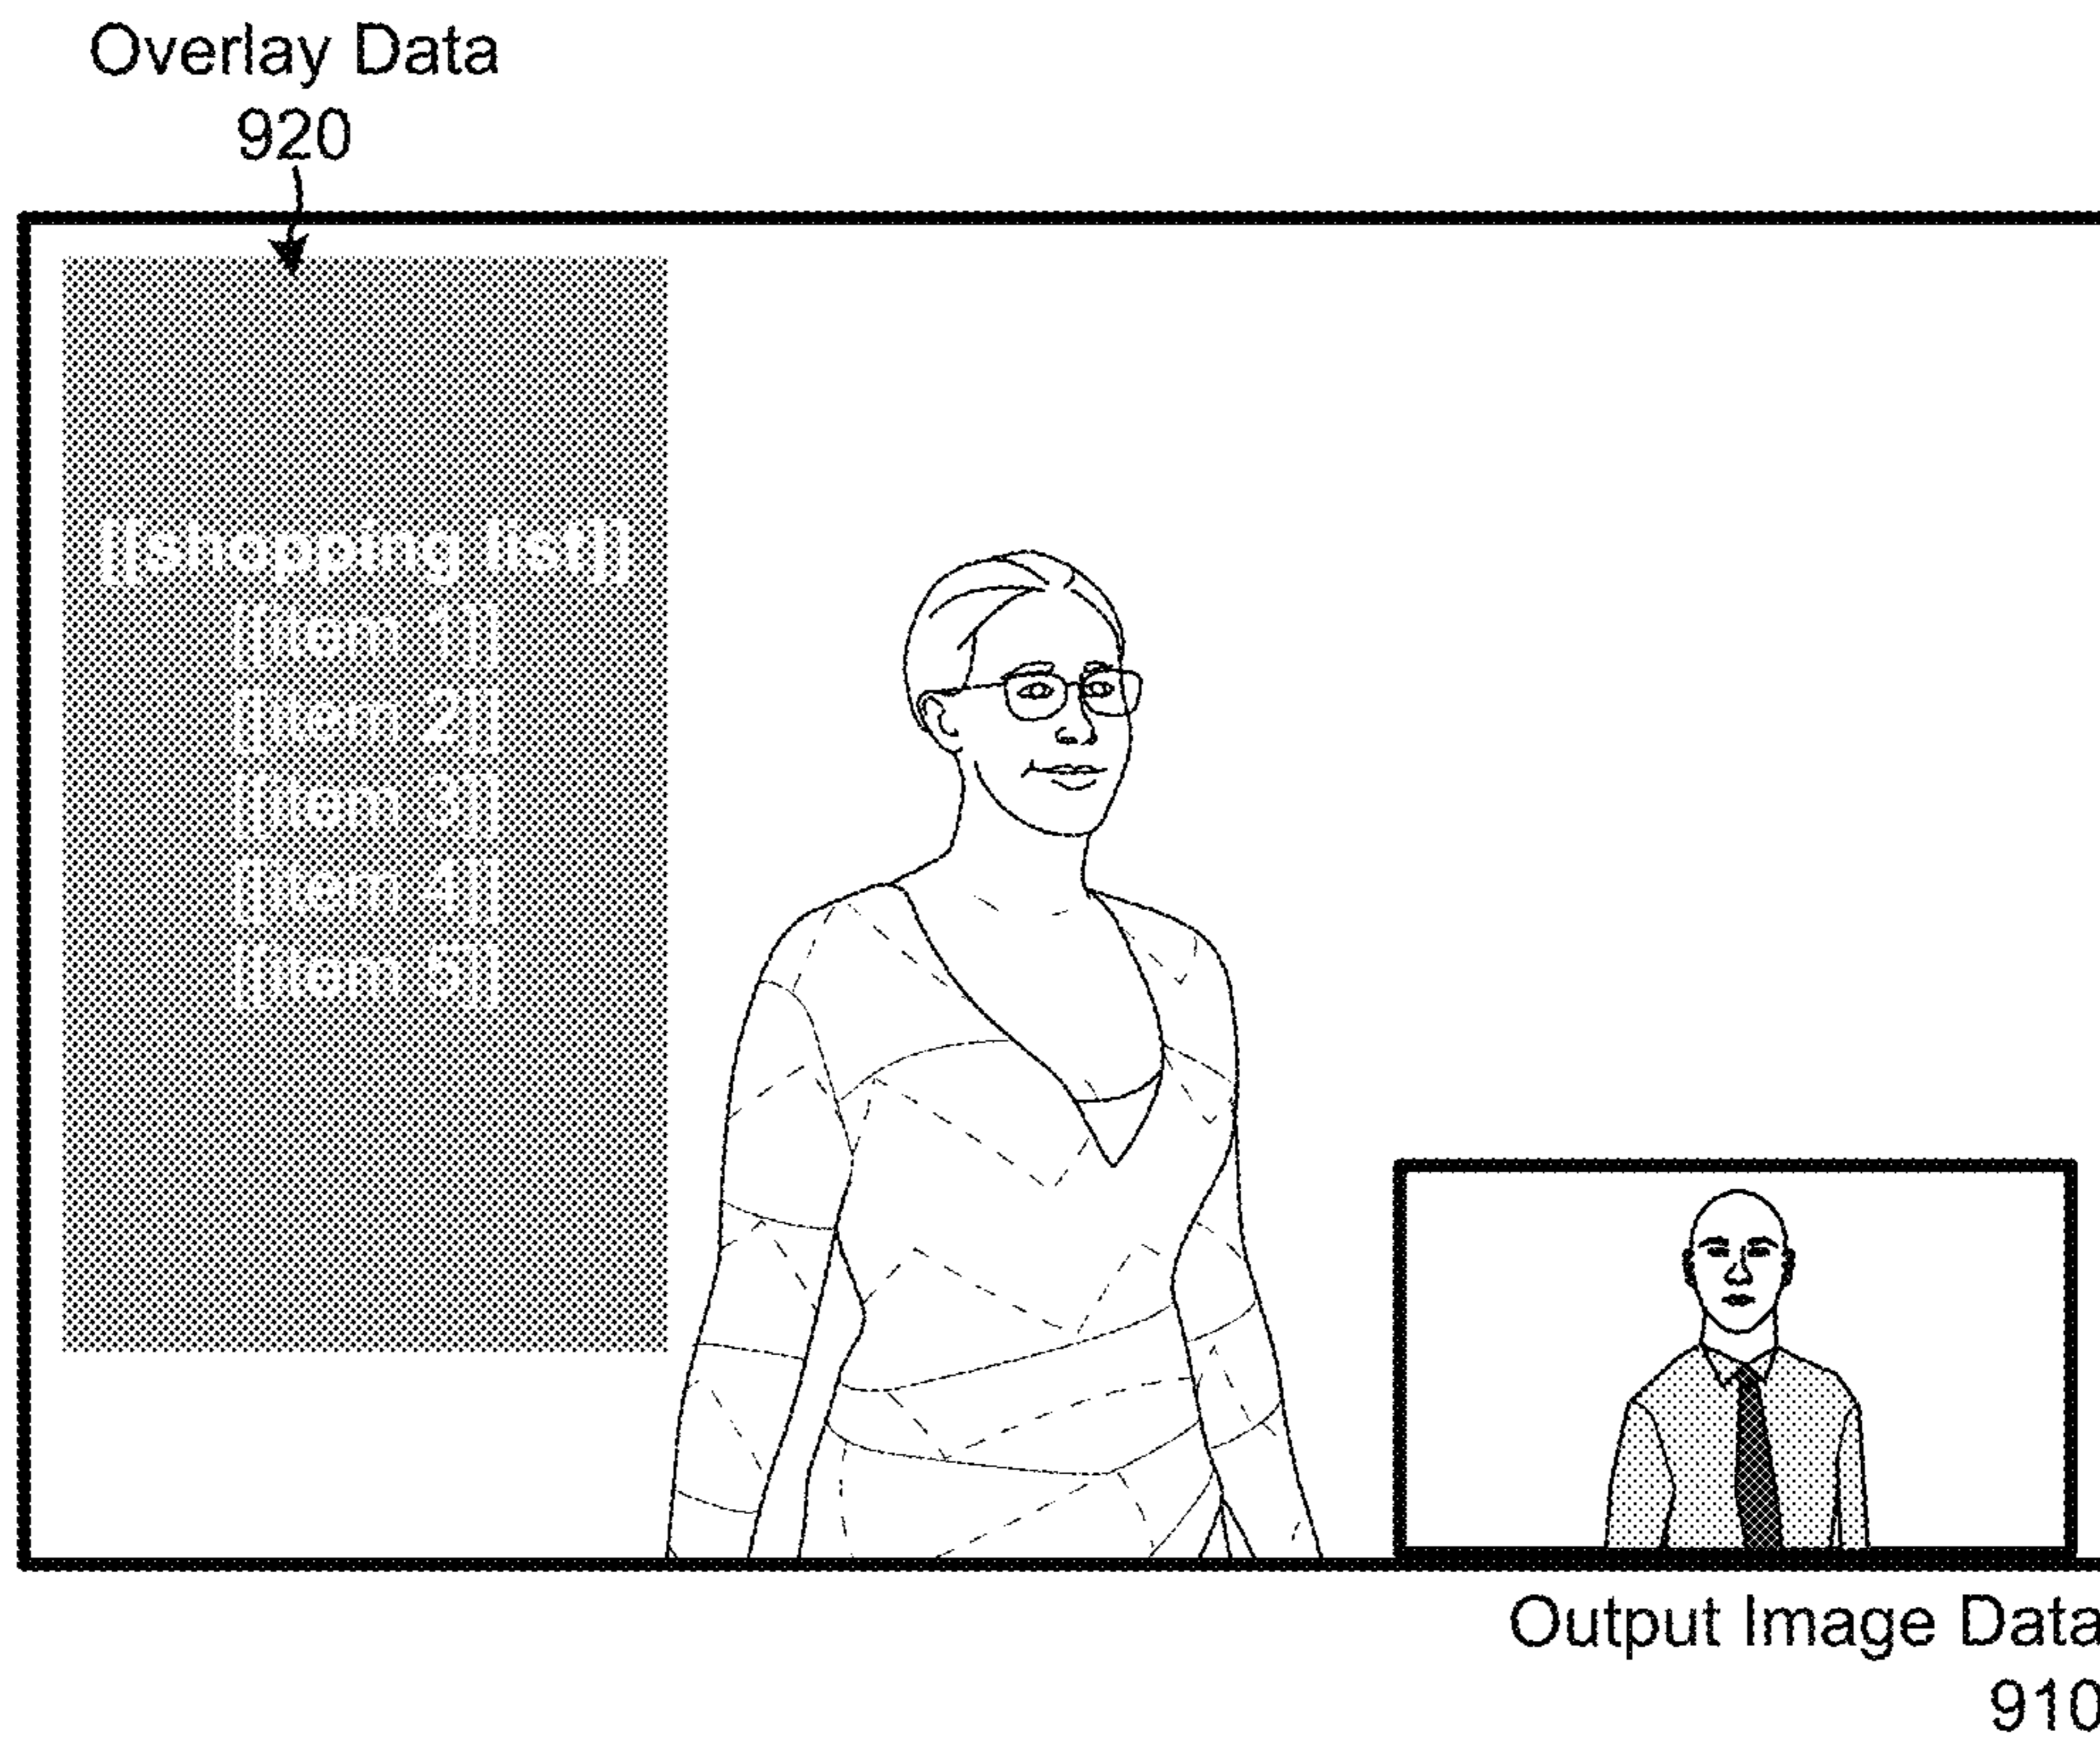 Overlay Data
920
[[shopping list]]
[[item 1]]
[[item 2]]
[[item 3]]
[[item 4]]
[[item 5]]
Output Image Data
910